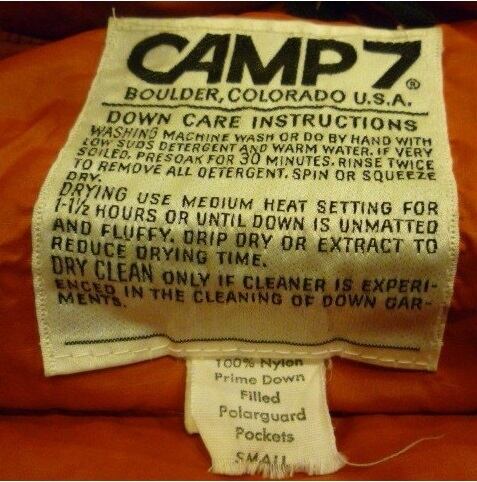 CAMP 7®
BOULDER, COLORADO U.S.A.
DOWN CARE INSTRUCTIONS
WASHING MACHINE WASH OR DO BY HAND WITH
LOW SUDS DETERGENT AND WARM WATER. IF VERY
SOILED, PRESOAK FOR 30 MINUTES. RINSE TWICE
TO REMOVE ALL DETERGENT. SPIN OR SQUEEZE
DRY.
DRYING USE MEDIUM HEAT SETTING FOR
1-1½ HOURS OR UNTIL DOWN IS UNMATTED
AND FLUFFY. DRIP DRY OR EXTRACT TO
REDUCE DRYING TIME.
DRY CLEAN ONLY IF CLEANER IS EXPERI-
ENCED IN THE CLEANING OF DOWN GAR-
MENTS.
100% Nylon
Prime Down
Filled
Polarguard
Pockets
SMALL